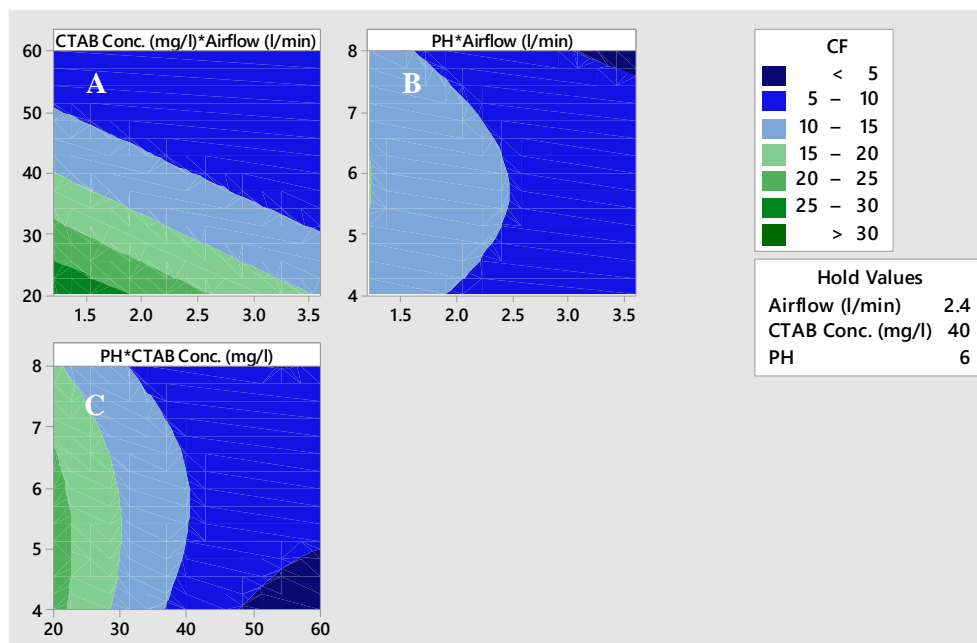 CTAB Conc. (mg/l)*Airflow (l/min)
A
60
50
40
30
20
1.5 2.0 2.5 3.0 3.5
PH*Airflow (l/min)
B
8
7
6
5
4
1.5 2.0 2.5 3.0 3.5
PH*CTAB Conc. (mg/l)
C
8
7
6
5
4
20 30 40 50 60
CF
< 5
5 – 10
10 – 15
15 – 20
20 – 25
25 – 30
> 30
Hold Values
Airflow (l/min) 2.4
CTAB Conc. (mg/l) 40
PH 6